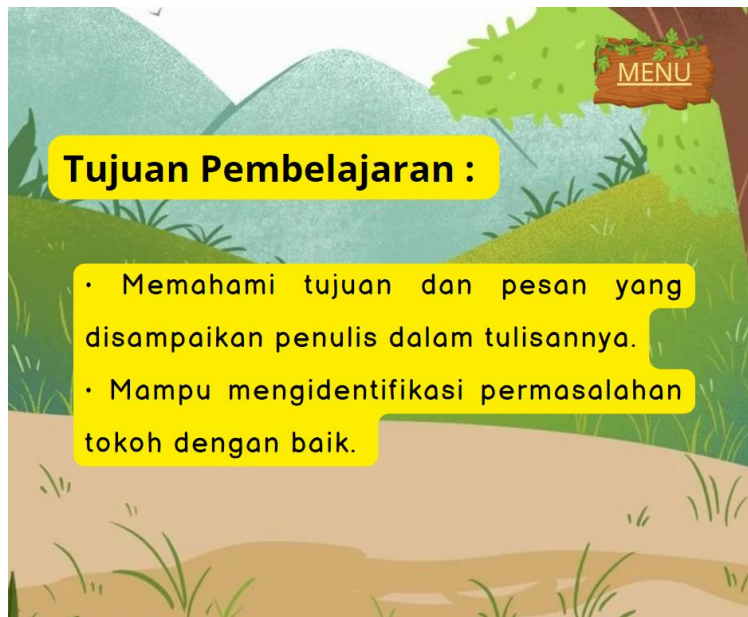 MENU
Tujuan Pembelajaran :
· Memahami tujuan dan pesan yang
disampaikan penulis dalam tulisannya.
· Mampu mengidentifikasi permasalahan
tokoh dengan baik.